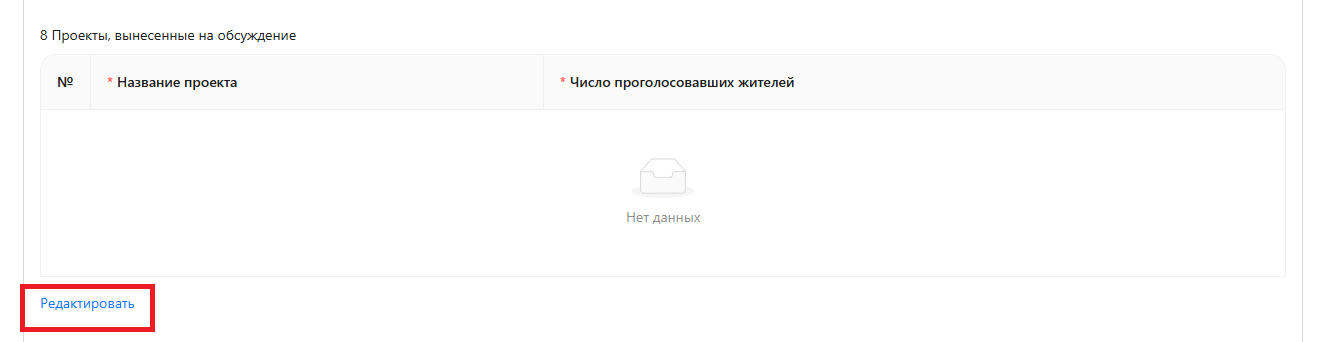 8 Проекты, вынесенные на обсуждение
№ * Название проекта * Число проголосовавших жителей
Нет данных
Редактировать